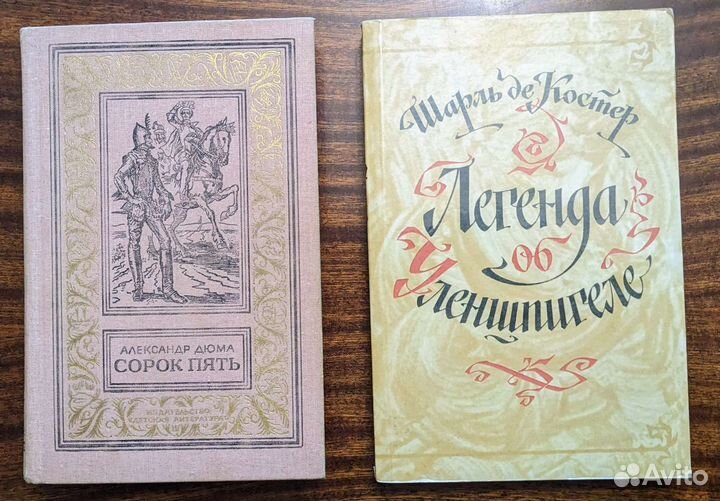 АЛЕКСАНДР ДЮМА
СОРОК ПЯТЬ
ИЗДАТЕЛЬСТВО
«ДЕТСКАЯ ЛИТЕРАТУРА»
Шарль де Костер
Легенда
об
Уленшпигеле
Avito